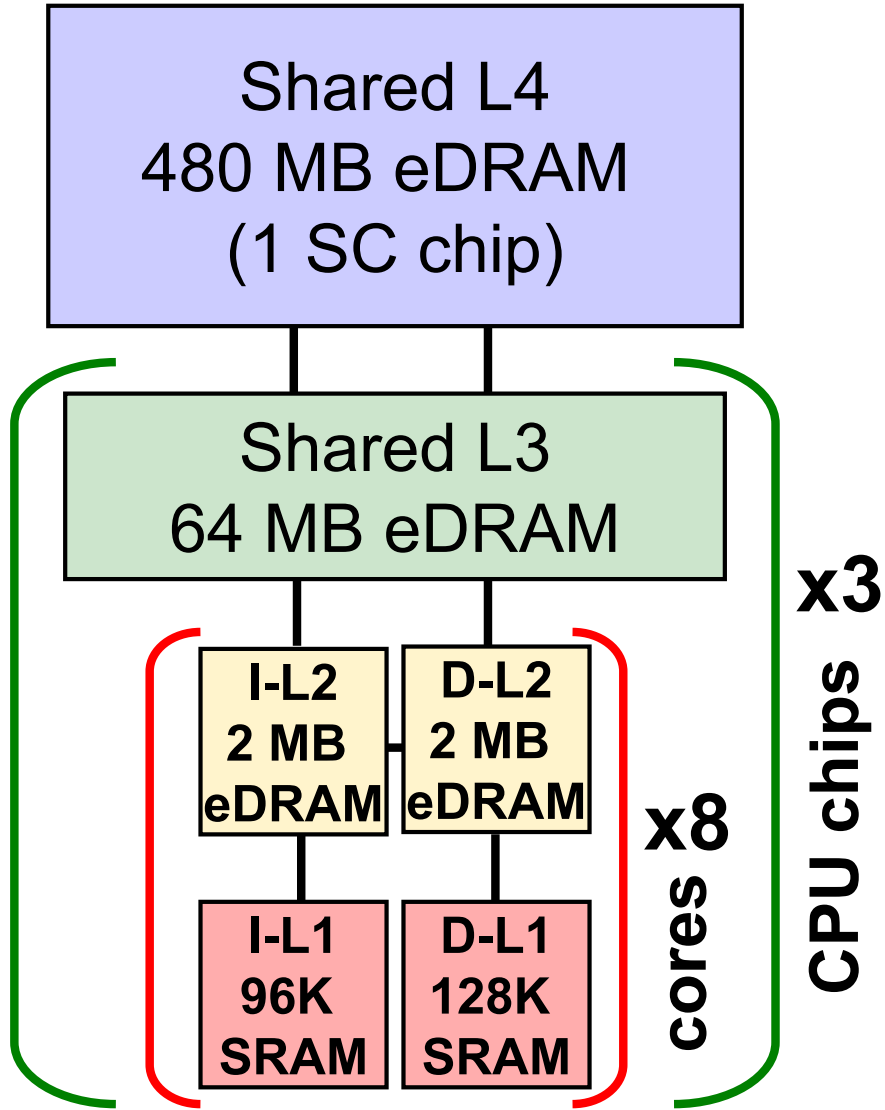 Shared L4
480 MB eDRAM
(1 SC chip)
Shared L3
64 MB eDRAM
x3
CPU chips
I-L2
2 MB
eDRAM
D-L2
2 MB
eDRAM
x8
cores
I-L1
96K
SRAM
D-L1
128K
SRAM